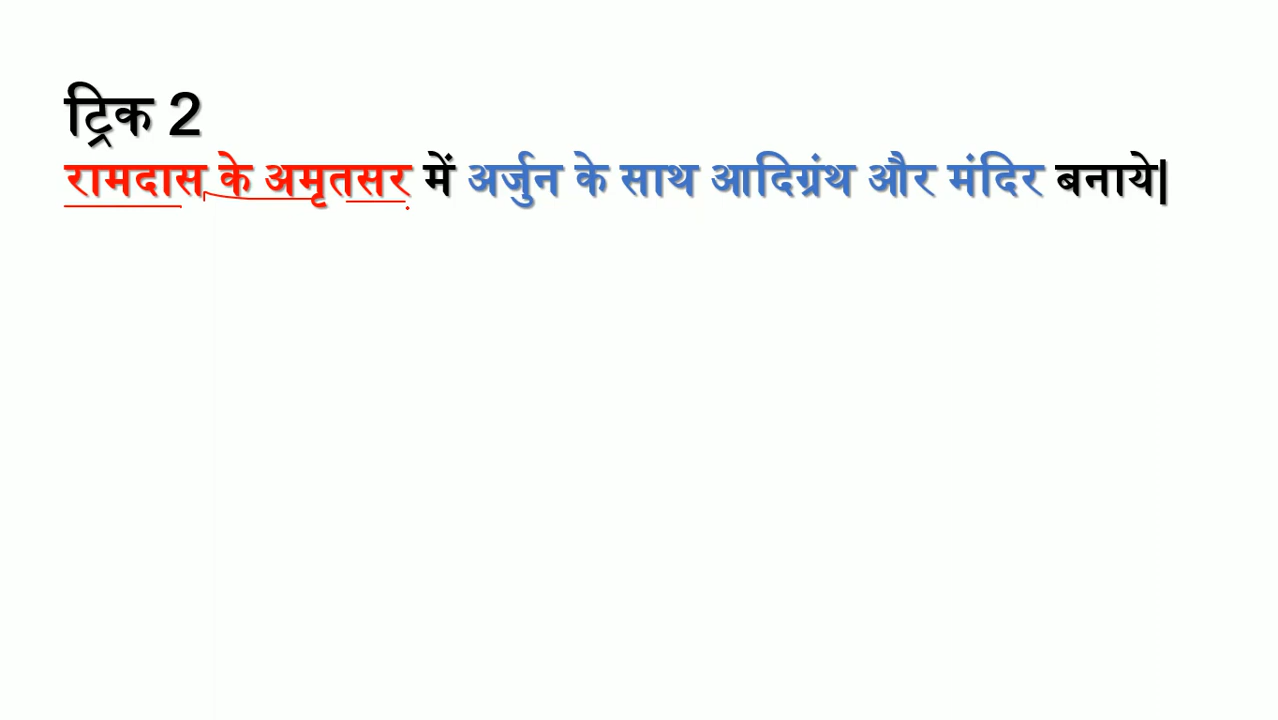 ट्रिक 2
रामदास के अमृतसर में अर्जुन के साथ आदिग्रंथ और मंदिर बनाये|